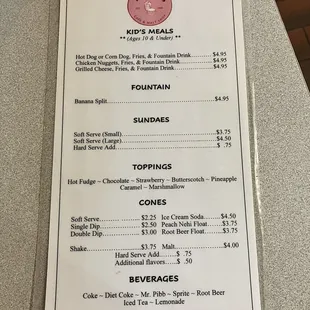 KID'S MEALS
** (Ages 10 & Under) **
Hot Dog or Corn Dog, Fries, & Fountain Drink..........$4.95
Chicken Nuggets, Fries, & Fountain Drink..........$4.95
Grilled Cheese, Fries, & Fountain Drink..........$4.95
FOUNTAIN
Banana Split..........$4.95
SUNDAES
Soft Serve (Small)..........$3.75
Soft Serve (Large)..........$4.50
Hard Serve Add..........$ .75
TOPPINGS
Hot Fudge ~ Chocolate ~ Strawberry ~ Butterscotch ~ Pineapple
Caramel ~ Marshmallow
CONES
Soft Serve..........$2.25 Ice Cream Soda.......$4.50
Single Dip..........$2.50 Peach Nehi Float......$3.75
Double Dip..........$3.00 Root Beer Float.......$3.75
Shake..........$3.75 Malt..........$4.00
Hard Serve Add......$ .75
Additional flavors......$ .50
BEVERAGES
Coke ~ Diet Coke ~ Mr. Pibb ~ Sprite ~ Root Beer
Iced Tea ~ Lemonade